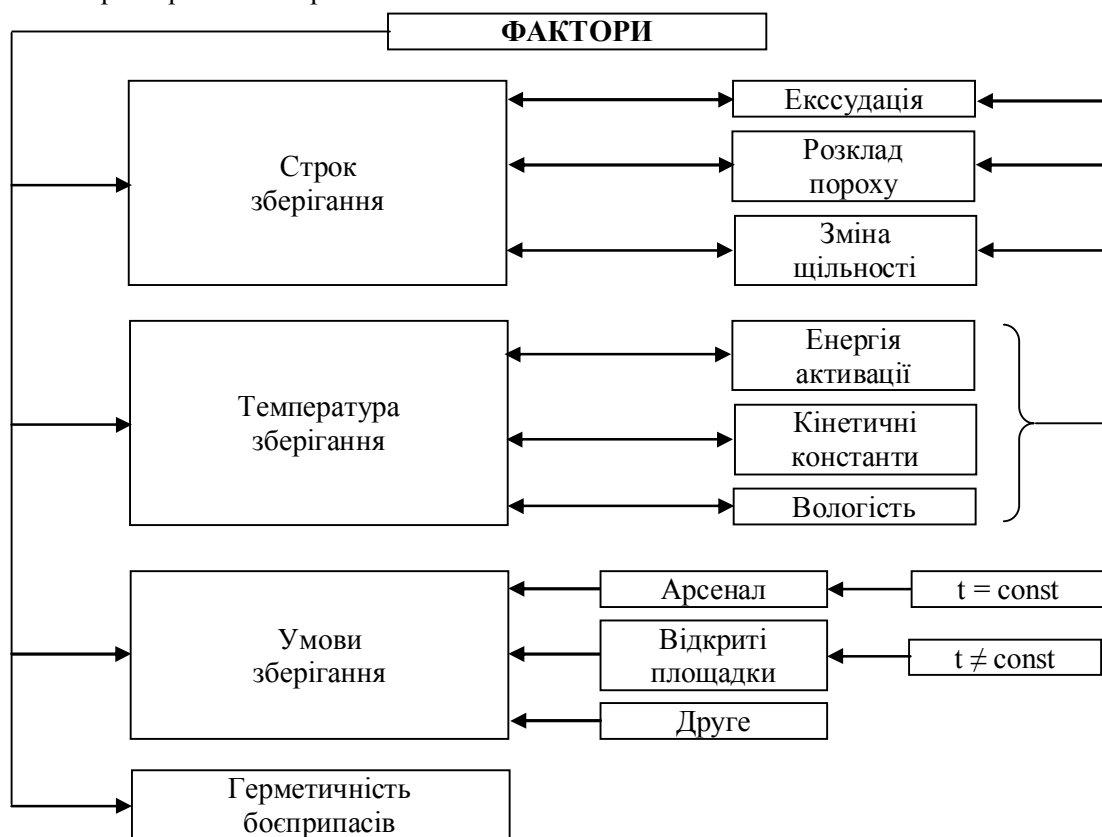 ФАКТОРИ
Строк
зберігання
Екссудація
Розклад
пороху
Зміна
щільності
Температура
зберігання
Енергія
активації
Кінетичні
константи
Вологість
Умови
зберігання
Арсенал
t = const
Відкриті
площадки
t ≠ const
Друге
Герметичність
боєприпасів